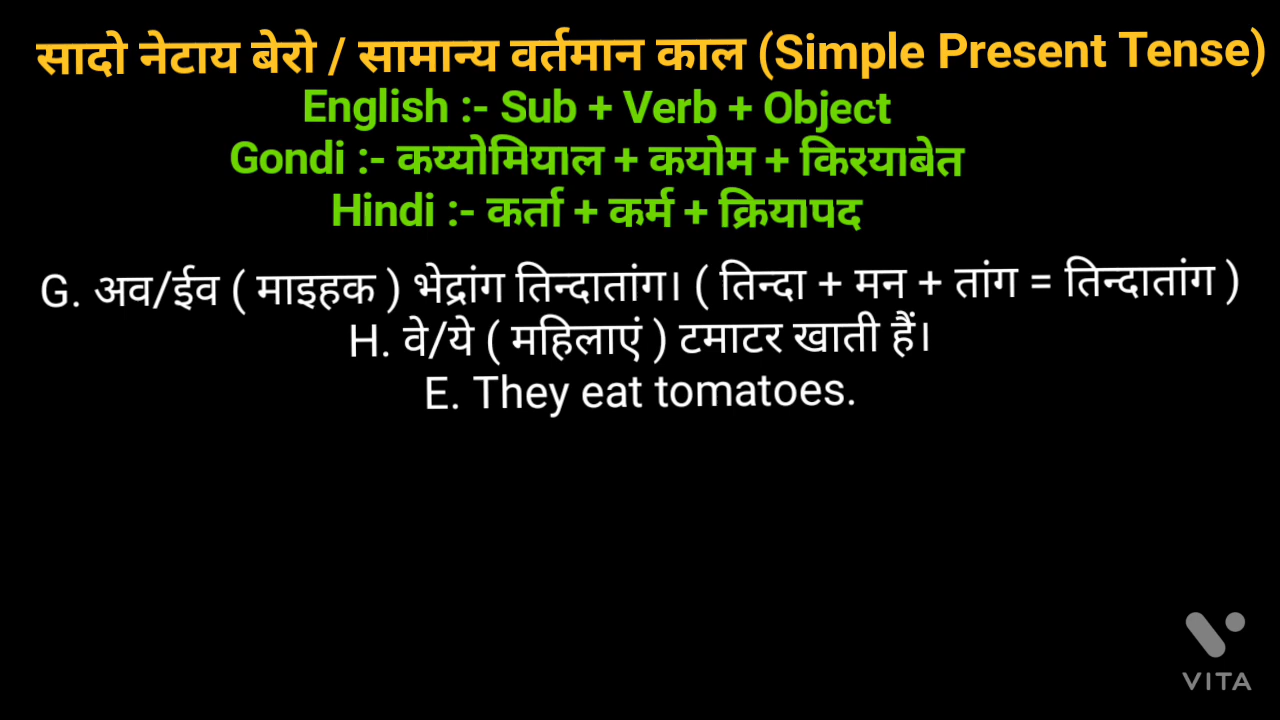 सादो नेटाय बेरो / सामान्य वर्तमान काल (Simple Present Tense)
English :- Sub + Verb + Object
Gondi :- कय्योमियाल + कयोम + किरयाबेत
Hindi :- कर्ता + कर्म + क्रियापद
G. अव/ईव ( माइहक ) भेद्रांग तिन्दातांग। ( तिन्दा + मन + तांग = तिन्दातांग )
H. वे/ये ( महिलाएं ) टमाटर खाती हैं।
E. They eat tomatoes.
VITA